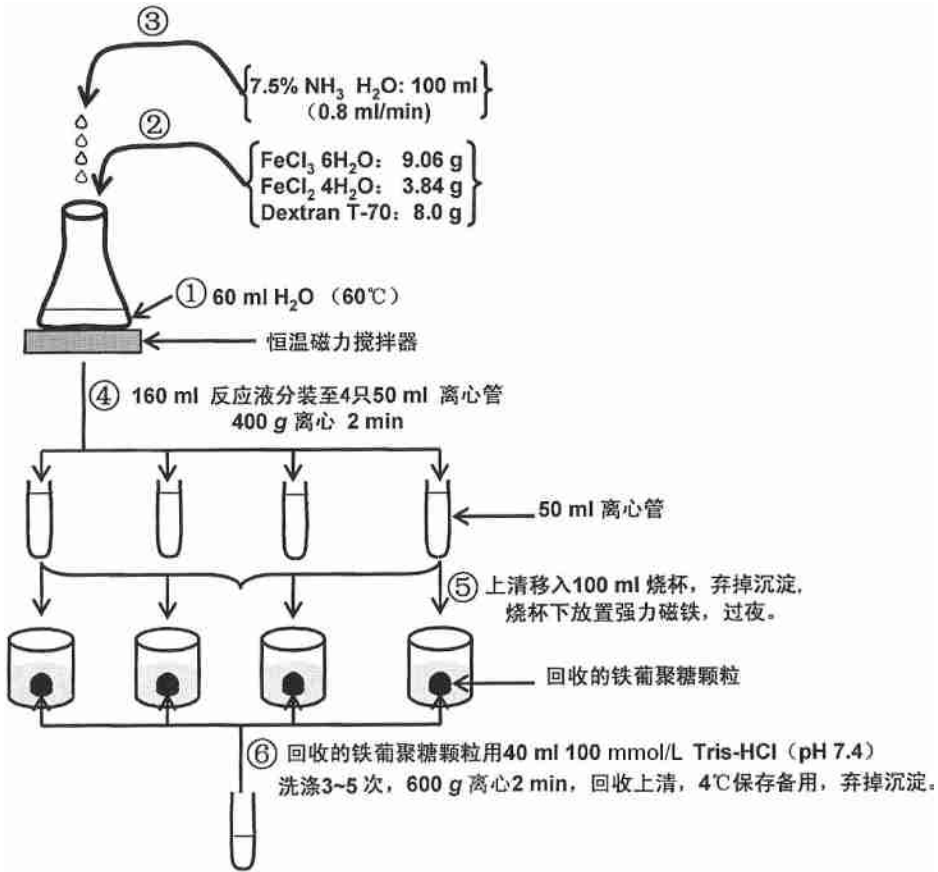 ③
7.5% NH₃ H₂O: 100 ml
(0.8 ml/min)
②
FeCl₃ 6H₂O: 9.06 g
FeCl₂ 4H₂O: 3.84 g
Dextran T-70: 8.0 g
① 60 ml H₂O (60℃)
恒温磁力搅拌器
④ 160 ml 反应液分装至4只50 ml 离心管
400 g 离心 2 min
50 ml 离心管
⑤ 上清移入100 ml 烧杯, 弃掉沉淀,
烧杯下放置强力磁铁, 过夜。
回收的铁葡聚糖颗粒
⑥ 回收的铁葡聚糖颗粒用40 ml 100 mmol/L Tris-HCl (pH 7.4)
洗涤3~5 次, 600 g 离心2 min, 回收上清, 4℃保存备用, 弃掉沉淀。